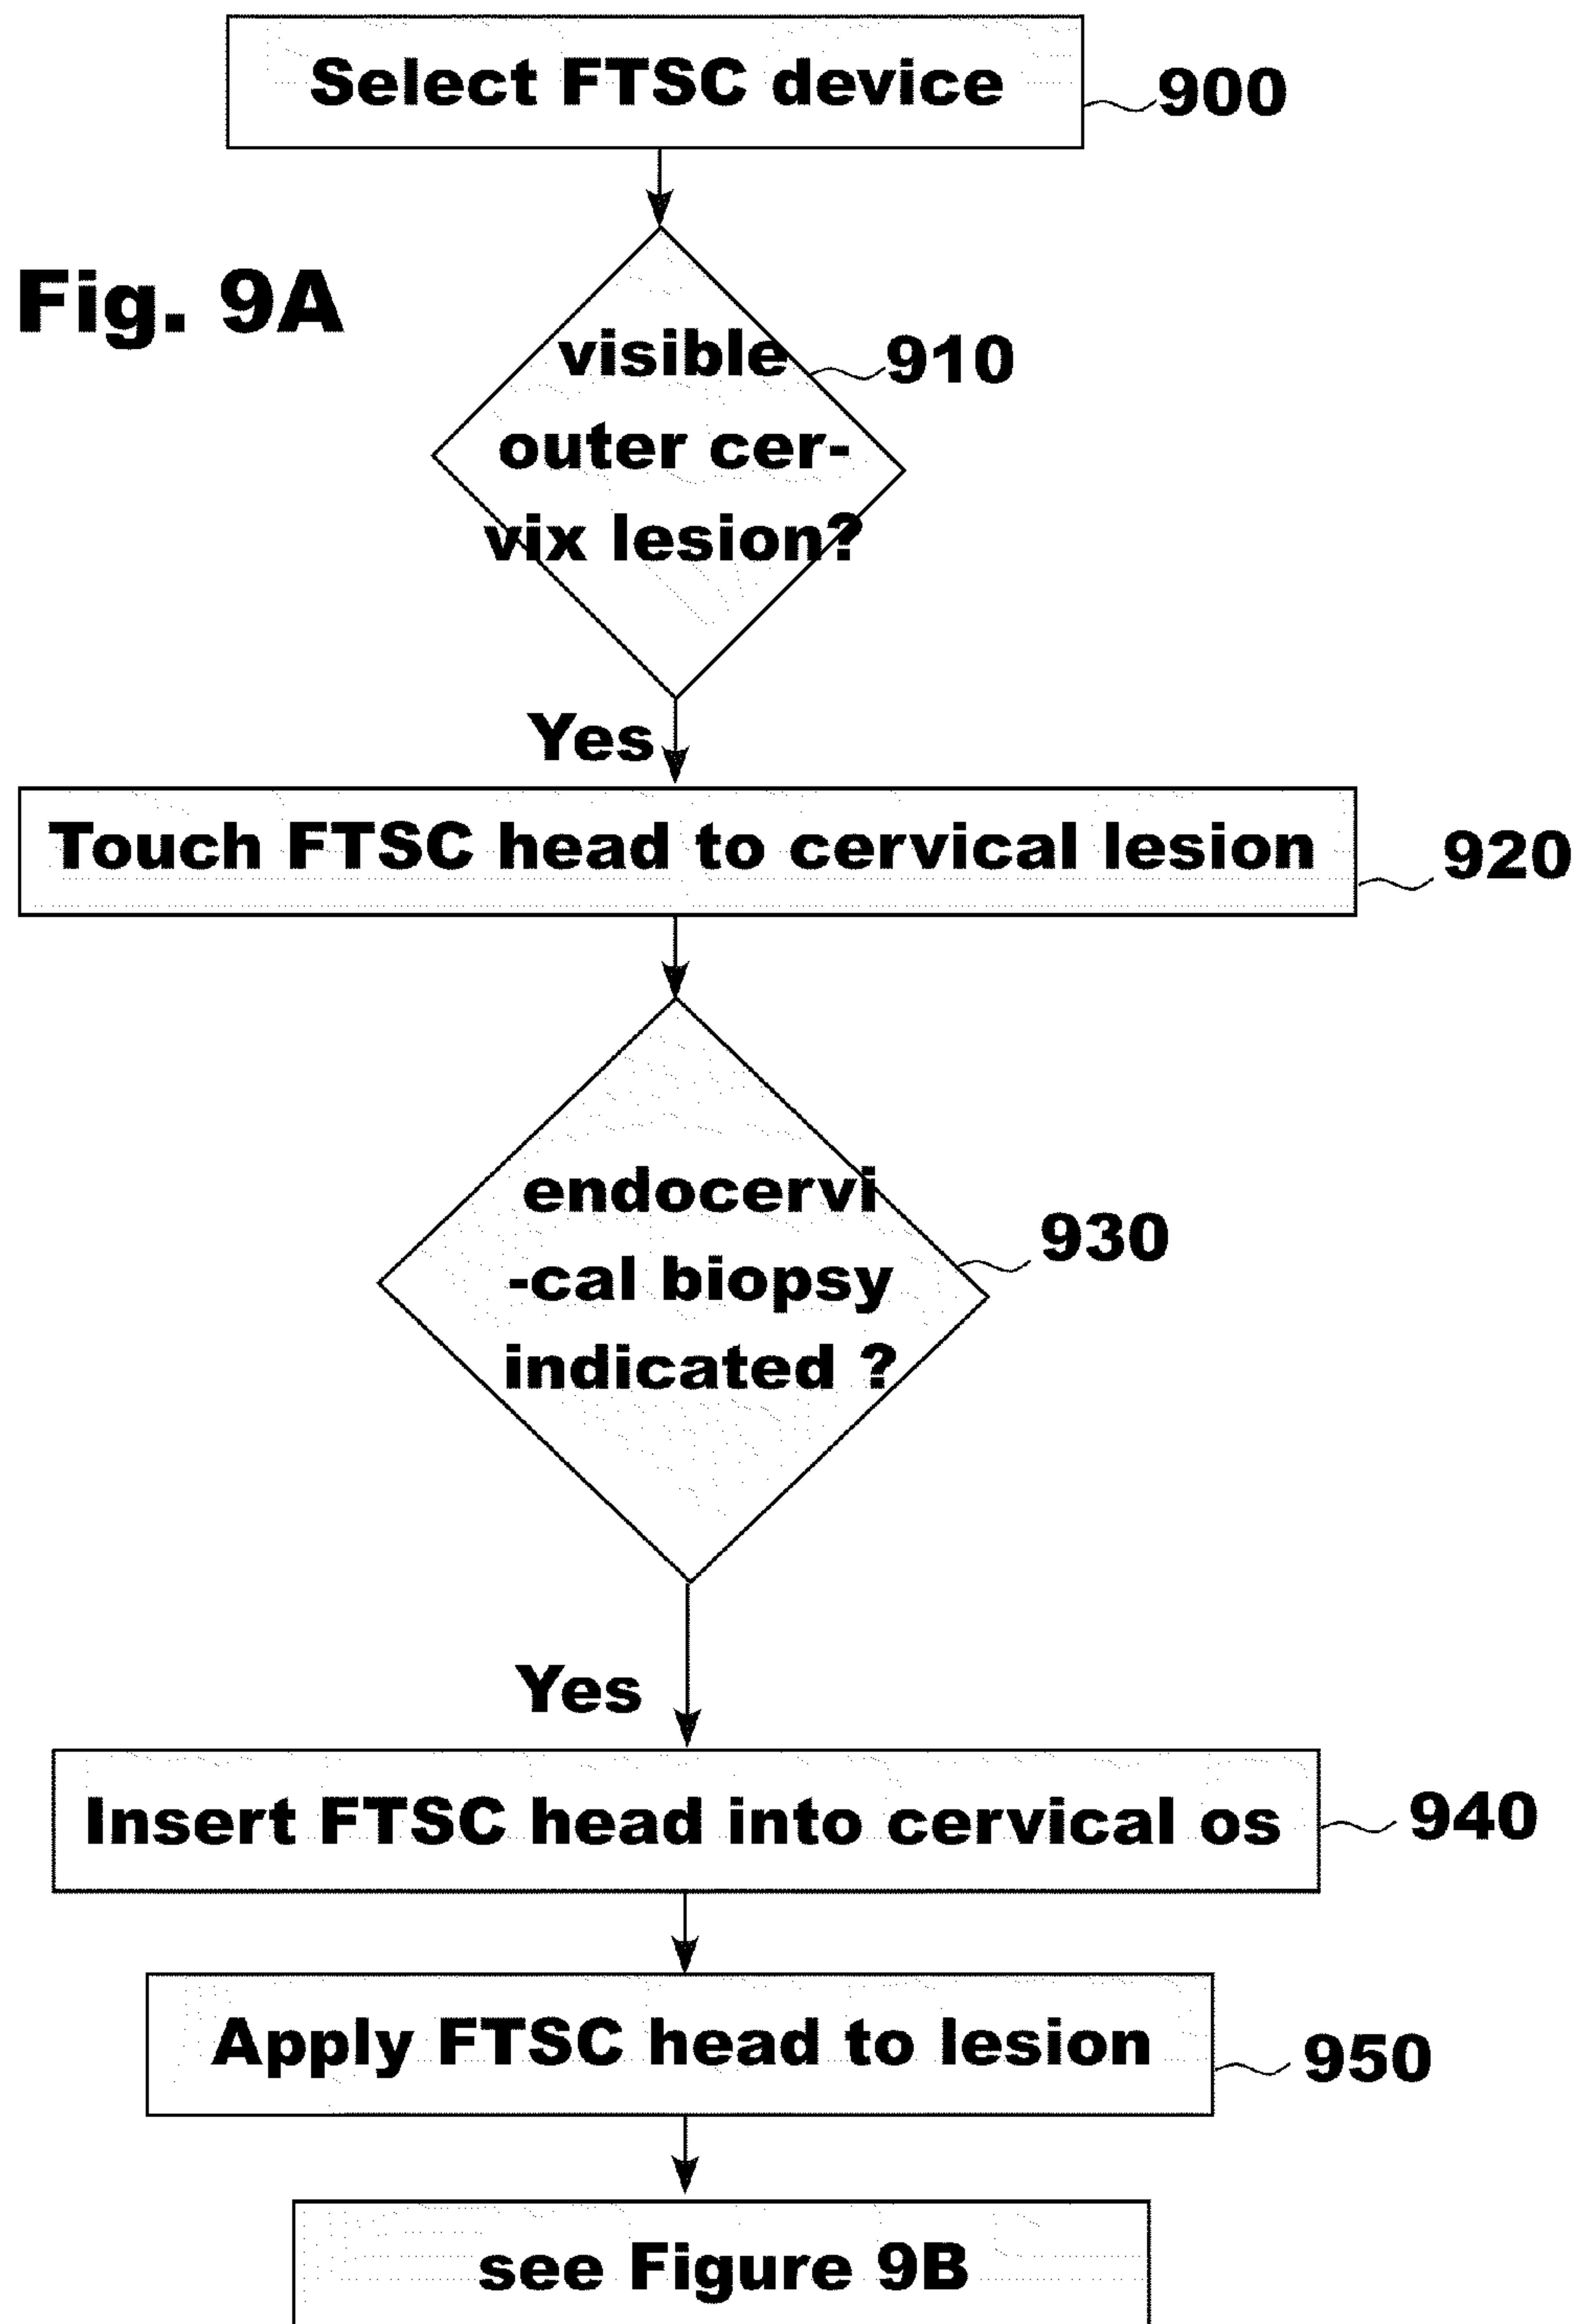 Select FTSC device
900
Fig. 9A
visible
outer cer-
vix lesion?
910
Yes
Touch FTSC head to cervical lesion
920
endocervi
-cal biopsy
indicated ?
930
Yes
Insert FTSC head into cervical os
940
Apply FTSC head to lesion
950
see Figure 9B